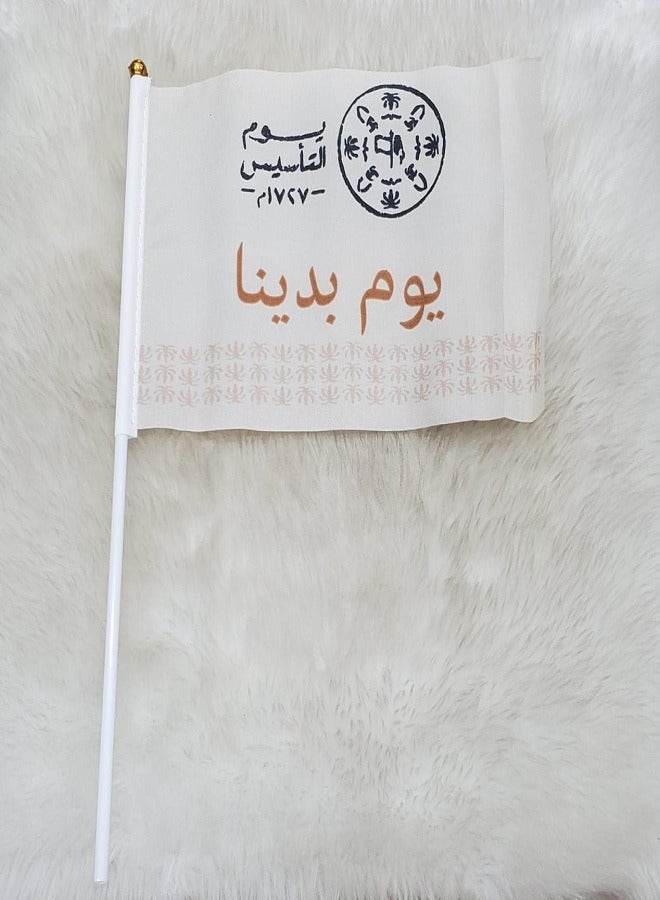 يوم
التأسيس
-١٧٢٧م-
يوم بدينا